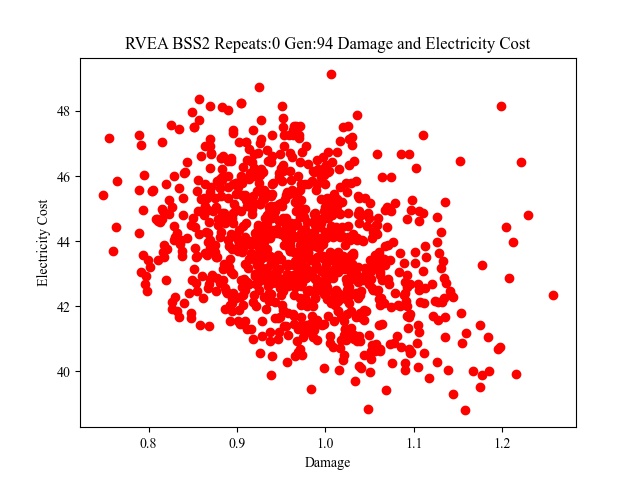 RVEA BSS2 Repeats:0 Gen:94 Damage and Electricity Cost
48
46
44
42
40
Electricity Cost
0.8 0.9 1.0 1.1 1.2
Damage